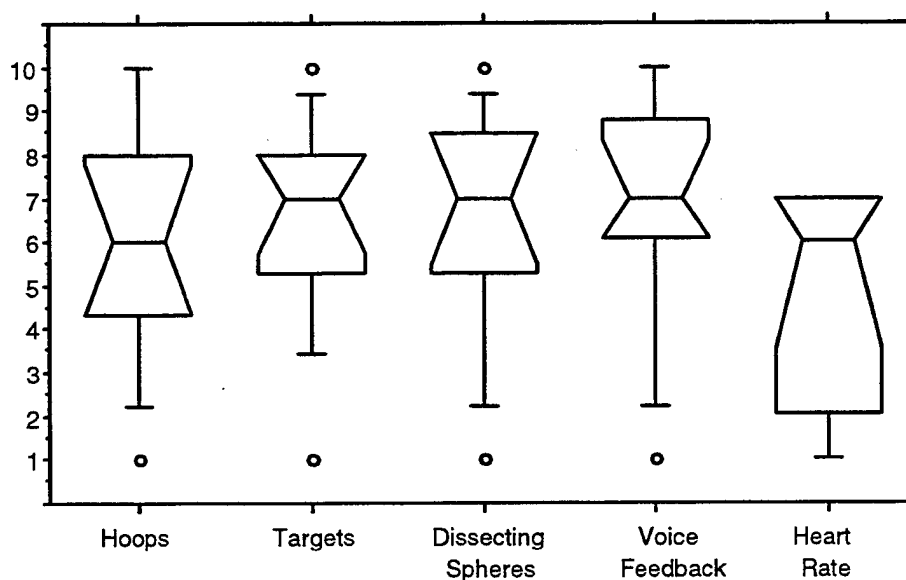 10
9
8
7
6
5
4
3
2
1
Hoops
Targets
Dissecting
Spheres
Voice
Feedback
Heart
Rate